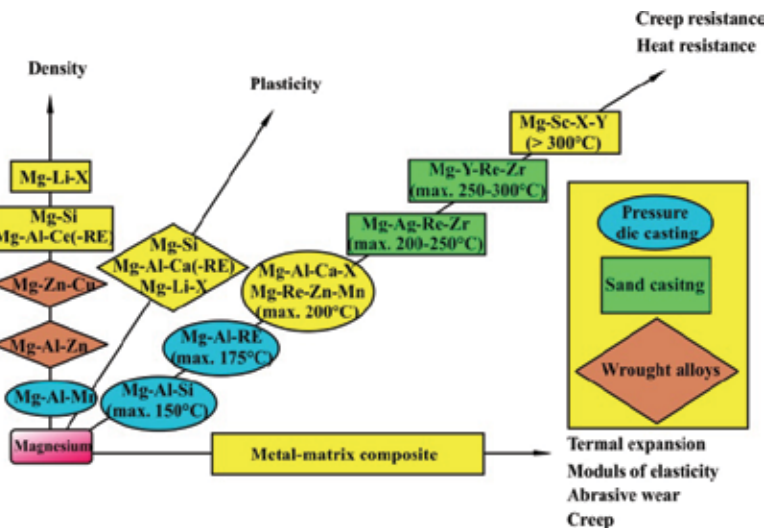 Creep resistance
Heat resistance
Density
Plasticity
Mg-Sc-X-Y
(> 300°C)
Mg-Li-X
Mg-Y-Re-Zr
(max. 250-300°C)
Mg-Si
Mg-Al-Ce(-RE)
Mg-Ag-Re-Zr
(max. 200-250°C)
Pressure
die casting
Mg-Si
Mg-Al-Ca(-RE)
Mg-Li-X
Mg-Al-Ca-X
Mg-Re-Zn-Mn
(max. 200°C)
Mg-Zn-Cu
Sand casitng
Mg-Al-Zn
Mg-Al-RE
(max. 175°C)
Wrought alloys
Mg-Al-Mn
Mg-Al-Si
(max. 150°C)
Magnesium
Metal-matrix composite
Termal expansion
Moduls of elasticity
Abrasive wear
Creep